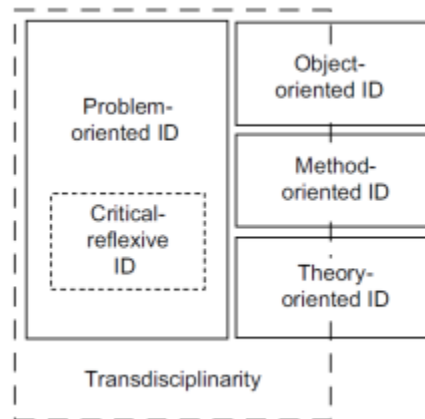 Problem-
oriented ID
Critical-
reflexive
ID
Object-
oriented ID
Method-
oriented ID
Theory-
oriented ID
Transdisciplinarity